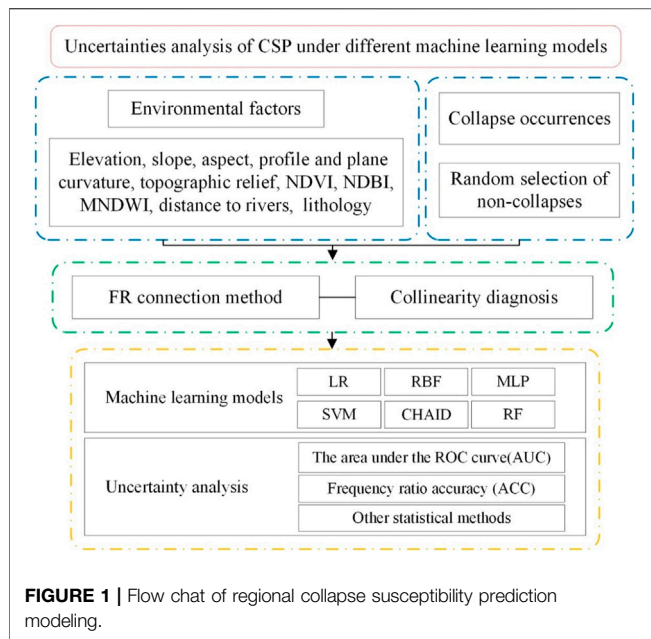 Uncertainties analysis of CSP under different machine learning models
Environmental factors
Elevation, slope, aspect, profile and plane
curvature, topographic relief, NDVI, NDBI,
MNDWI, distance to rivers, lithology
Collapse occurrences
Random selection of
non-collapses
FR connection method
Collinearity diagnosis
Machine learning models
LR
RBF
MLP
SVM
CHAID
RF
Uncertainty analysis
The area under the ROC curve(AUC)
Frequency ratio accuracy (ACC)
Other statistical methods
FIGURE 1 | Flow chat of regional collapse susceptibility prediction
modeling.